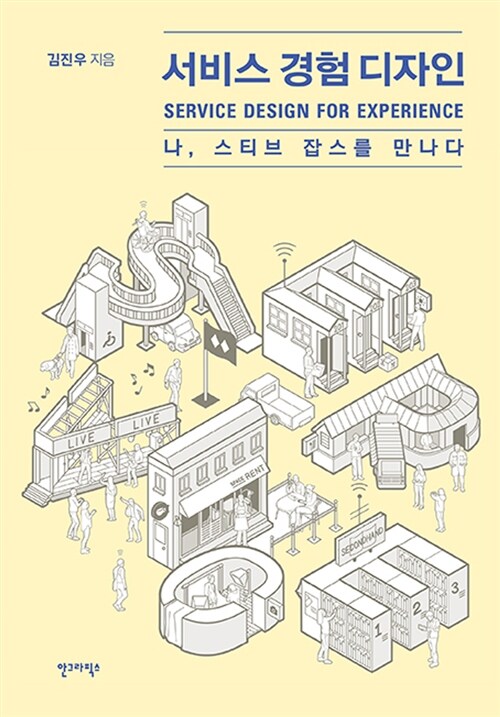 김진우 지음
서비스 경험 디자인
SERVICE DESIGN FOR EXPERIENCE
나, 스티브 잡스를 만나다
LIVE LIVE
RENT
SECONDHAND
1 2 3
안그라픽스